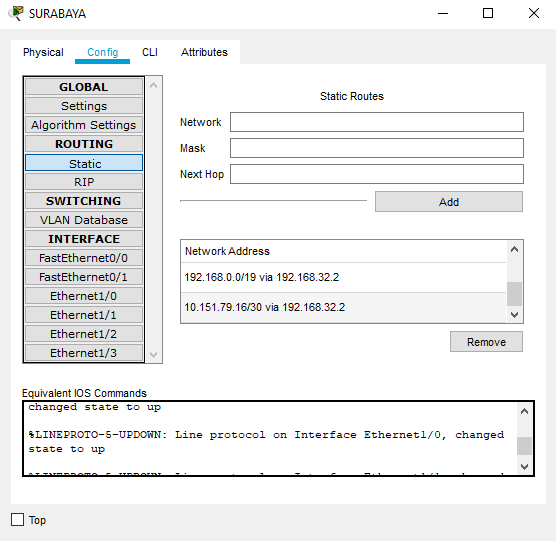 SURABAYA
Physical Config CLI Attributes
GLOBAL
Settings
Algorithm Settings
ROUTING
Static
RIP
SWITCHING
VLAN Database
INTERFACE
FastEthernet0/0
FastEthernet0/1
Ethernet1/0
Ethernet1/1
Ethernet1/2
Ethernet1/3
Static Routes
Network
Mask
Next Hop
Add
Network Address
192.168.0.0/19 via 192.168.32.2
10.151.79.16/30 via 192.168.32.2
Remove
Equivalent IOS Commands
changed state to up
%LINEPROTO-5-UPDOWN: Line protocol on Interface Ethernet1/0, changed
state to up
Top